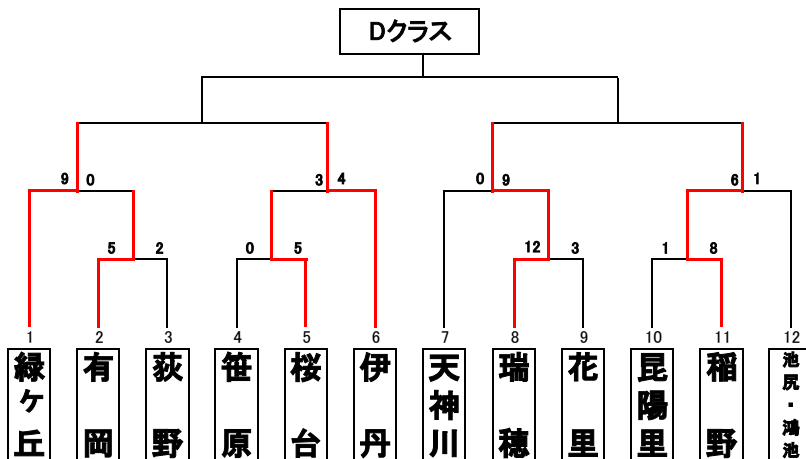 Dクラス
9 0
3 4
0 9
6 1
5 2
0 5
12 3
1 8
1 2 3 4 5 6 7 8 9 10 11 12
緑ヶ丘
有岡
荻野
笹原
桜台
伊丹
天神川
瑞穂
花里
昆陽里
稲野
池尻・鴻池